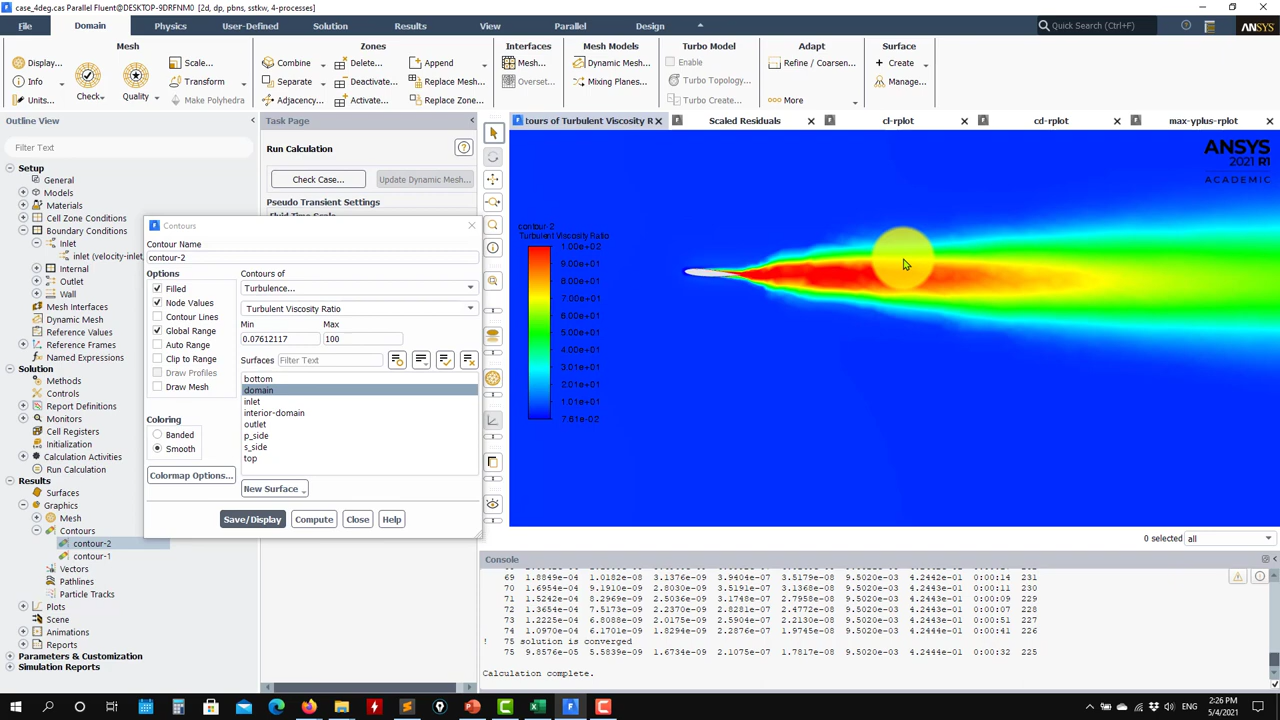 case_4deg.cas Parallel Fluent@DESKTOP-9DRFNM0 [2d, dp, pbns, sstkw, 4-processes]
File Domain Physics User-Defined Solution Results View Parallel Design Quick Search (Ctrl+F) ANSYS
Mesh Zones Interfaces Mesh Models Turbo Model Adapt Surface
Display... Scale... Combine Delete... Append Mesh... Dynamic Mesh... Enable Refine / Coarsen... Create
Info Check Quality Transform Separate Deactivate... Replace Mesh... Overset... Mixing Planes... Turbo Topology... Manage...
Units... Make Polyhedra Adjacency... Activate... Replace Zone... Turbo Create... More
Outline View
Filter Text
Setup
General
Models
Materials
Cell Zone Conditions
Boundary Conditions
Inlet
inlet (velocity-inlet,
Internal
Outlet
Wall
Mesh Interfaces
Dynamic Mesh
Reference Values
Reference Frames
Named Expressions
Solution
Methods
Controls
Report Definitions
Monitors
Cell Registers
Initialization
Calculation Activities
Run Calculation
Results
Surfaces
Graphics
Mesh
Contours
contour-2
contour-1
Vectors
Pathlines
Particle Tracks
Plots
Scene
Animations
Reports
Parameters & Customization
Simulation Reports
Task Page
Run Calculation
Check Case... Update Dynamic Mesh...
Pseudo Transient Settings
Contours
Contour Name
contour-2
Options
Filled
Node Values
Contour Lines
Global Range
Auto Range
Clip to Range
Draw Profiles
Draw Mesh
Coloring
Banded
Smooth
Colormap Options...
Contours of
Turbulence...
Turbulent Viscosity Ratio
Min Max
0.07612117 100
Surfaces Filter Text
bottom
domain
inlet
interior-domain
outlet
p_side
s_side
top
New Surface
Save/Display Compute Close Help
tours of Turbulent Viscosity R Scaled Residuals cl-rplot cd-rplot max-yplus-rplot
ANSYS
2021 R1
ACADEMIC
contour-2
Turbulent Viscosity Ratio
1.00e+02
9.00e+01
8.00e+01
7.00e+01
6.00e+01
5.00e+01
4.00e+01
3.01e+01
2.01e+01
1.01e+01
7.61e-02
0 selected all
Console
69 1.8849e-04 1.0182e-08 3.1376e-09 3.9404e-07 3.5179e-08 9.5020e-03 4.2442e-01 0:00:14 231
70 1.6954e-04 9.1910e-09 2.8030e-09 3.5191e-07 3.1220e-08 9.5020e-03 4.2443e-01 0:00:11 230
71 1.5242e-04 8.2969e-09 2.5036e-09 3.1748e-07 2.7958e-08 9.5020e-03 4.2443e-01 0:00:09 229
72 1.3654e-04 7.5173e-09 2.2370e-09 2.8281e-07 2.4772e-08 9.5020e-03 4.2443e-01 0:00:07 228
73 1.2225e-04 6.8088e-09 2.0175e-09 2.5904e-07 2.2130e-08 9.5020e-03 4.2443e-01 0:00:51 227
74 1.0970e-04 6.1701e-09 1.8294e-09 2.2876e-07 1.9745e-08 9.5020e-03 4.2444e-01 0:00:41 226
! 75 solution is converged
75 9.8576e-05 5.5839e-09 1.6734e-09 2.0785e-07 1.7817e-08 9.5020e-03 4.2444e-01 0:00:32 225
Calculation complete.
ENG 2:26 PM
5/4/2021